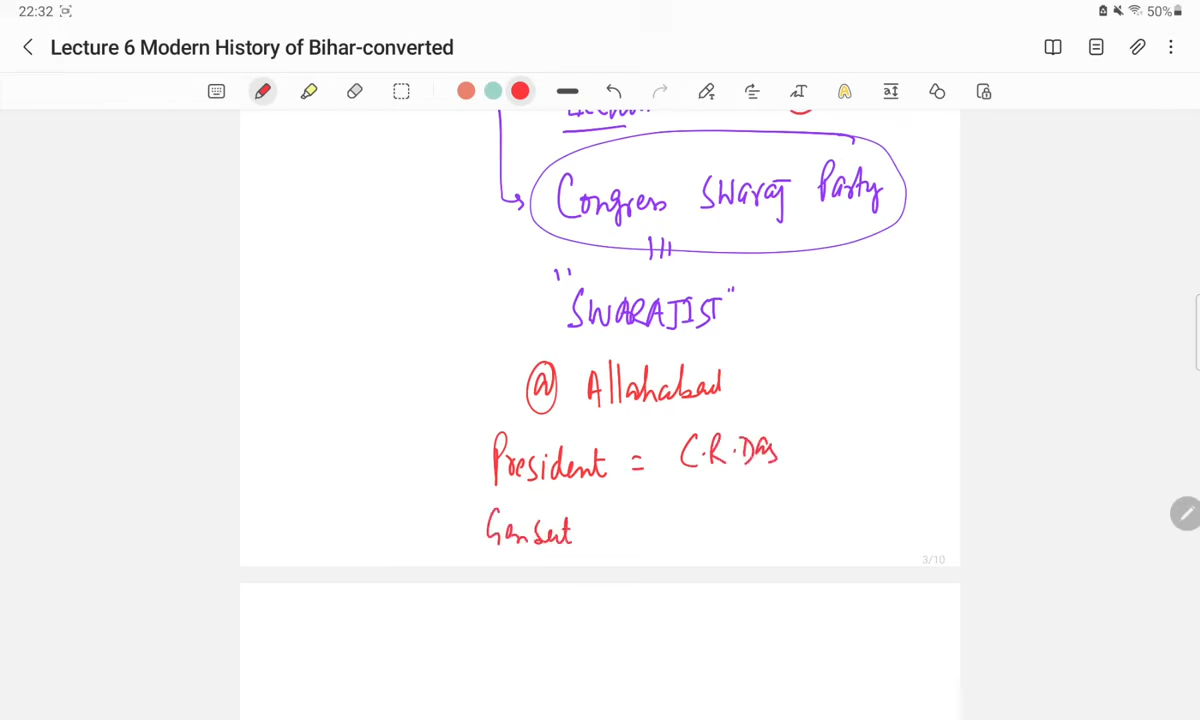 22:32 50%
Lecture 6 Modern History of Bihar-converted
Congress Swaraj Party
"SWARAJIST"
@ Allahabad
President = C.R.Das
Gen Sect
3/10